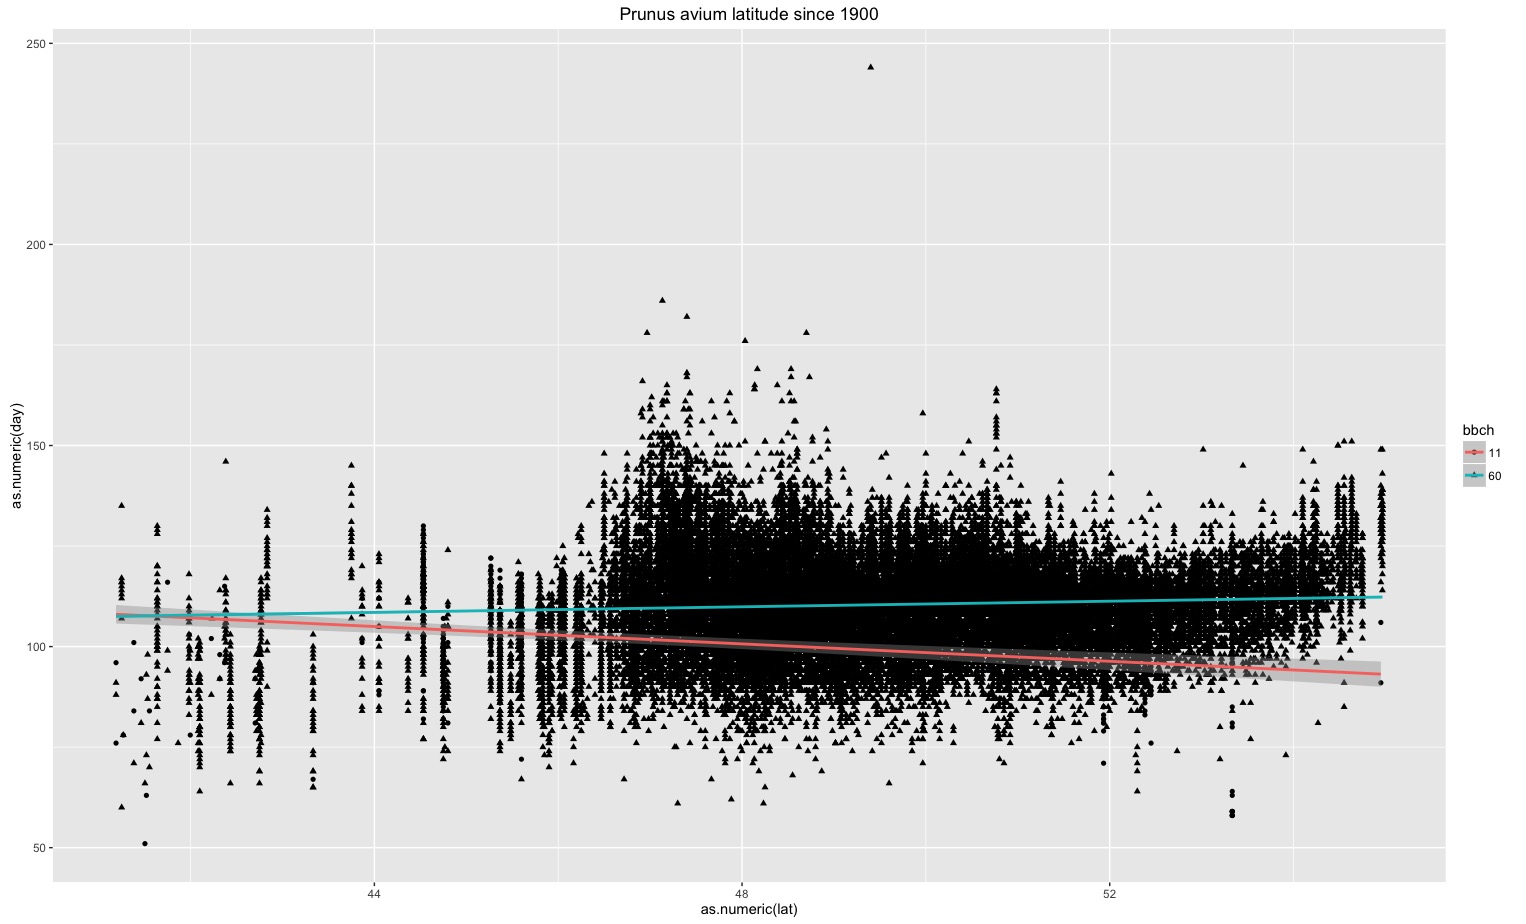 Prunus avium latitude since 1900
250
200
150
100
50
as.numeric(day)
44
48
52
as.numeric(lat)
bbch
11
60